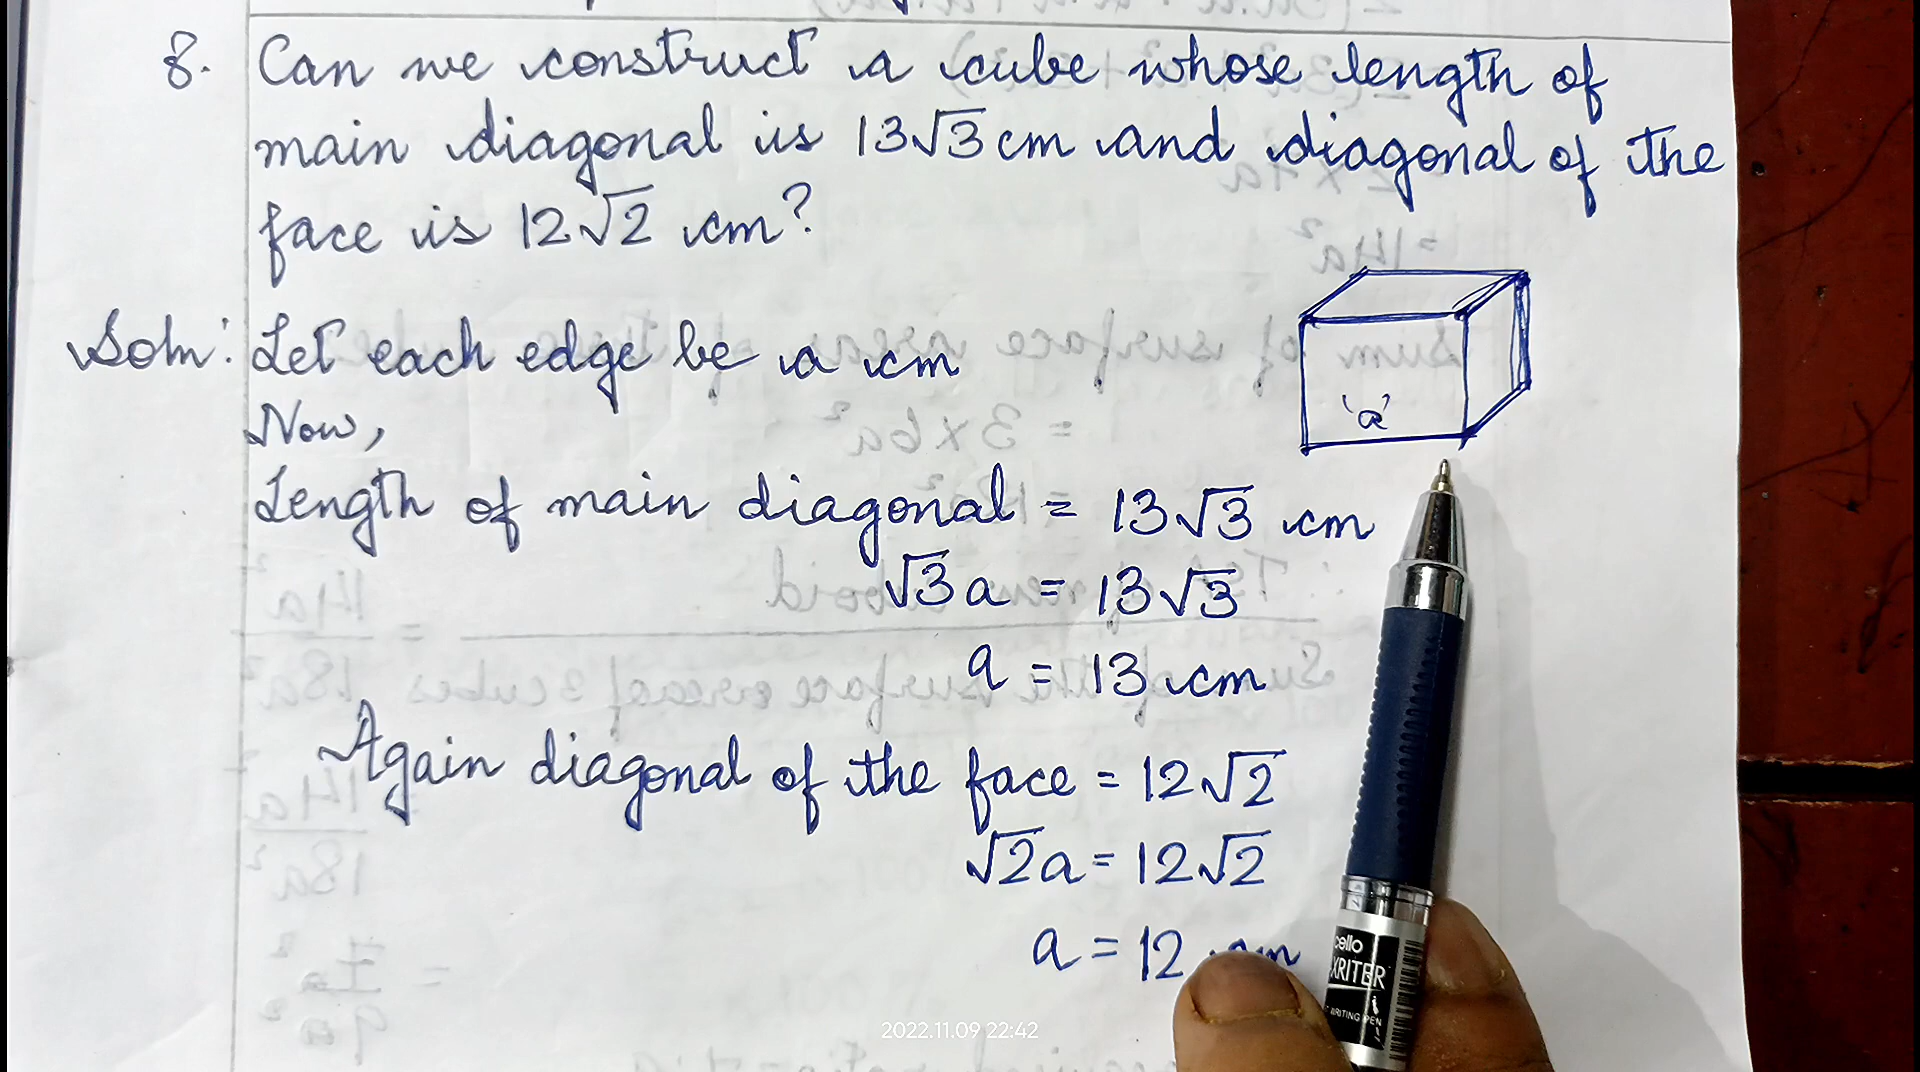 8. Can we construct a cube whose length of
main diagonal is 13√3 cm and diagonal of the
face is 12√2 cm?
Soln: Let each edge be a cm
'a'
Now,
Length of main diagonal = 13√3 cm
√3a = 13√3
a = 13 cm
Again diagonal of the face = 12√2
√2a = 12√2
a = 12 cm
cello
XRITER
WRITING PEN
2022.11.09 22:42